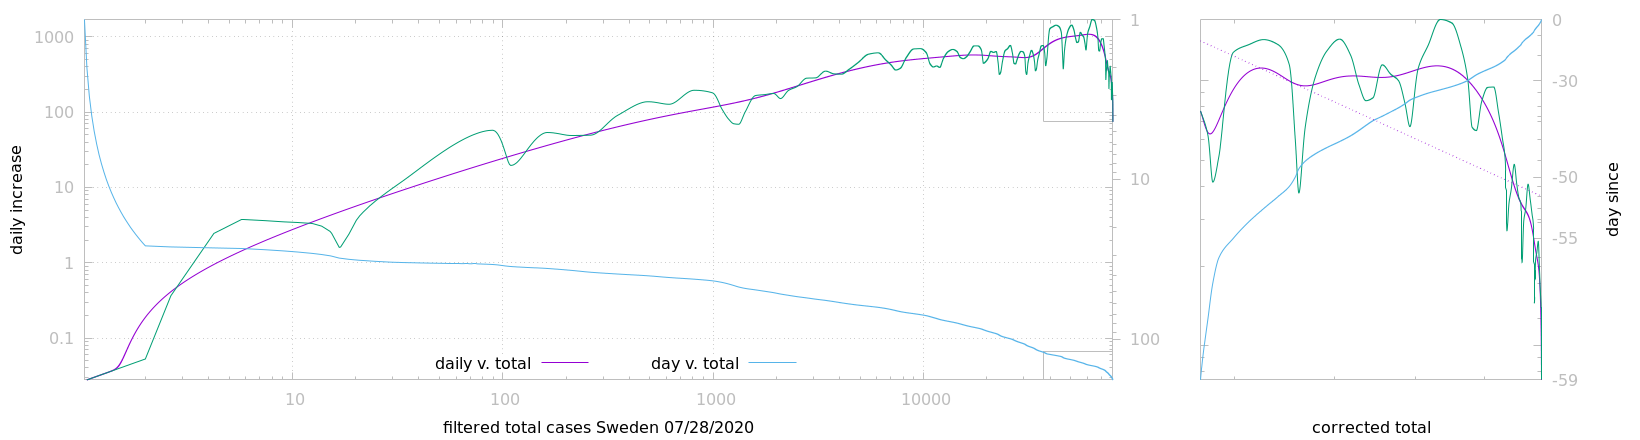 1000
100
10
1
0.1
daily increase
10
100
1000
10000
filtered total cases Sweden 07/28/2020
daily v. total
day v. total
1
10
100
0
-30
-50
-55
-59
day since
corrected total